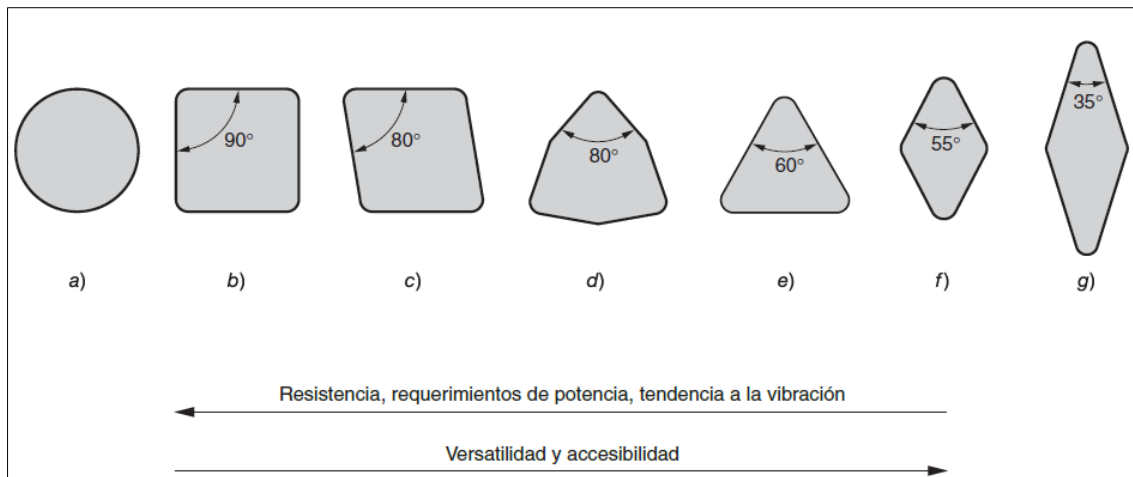 90°
80°
80°
60°
55°
35°
a)
b)
c)
d)
e)
f)
g)
Resistencia, requerimientos de potencia, tendencia a la vibración
Versatilidad y accesibilidad